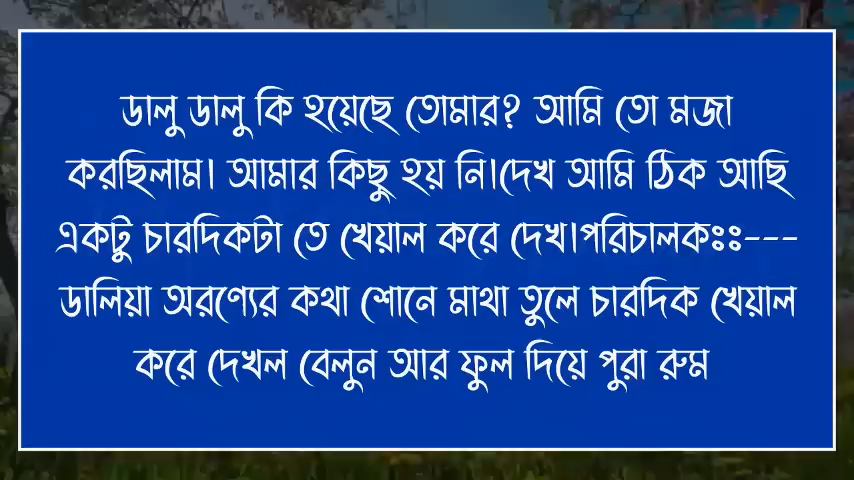 ডালু ডালু কি হয়েছে তোমার? আমি তো মজা
করছিলাম। আমার কিছু হয় নি।দেখ আমি ঠিক আছি
একটু চারদিকটা তে খেয়াল করে দেখ।পরিচালকঃঃ---
ডালিয়া অরণ্যের কথা শোনে মাথা তুলে চারদিক খেয়াল
করে দেখল বেলুন আর ফুল দিয়ে পুরা রুম